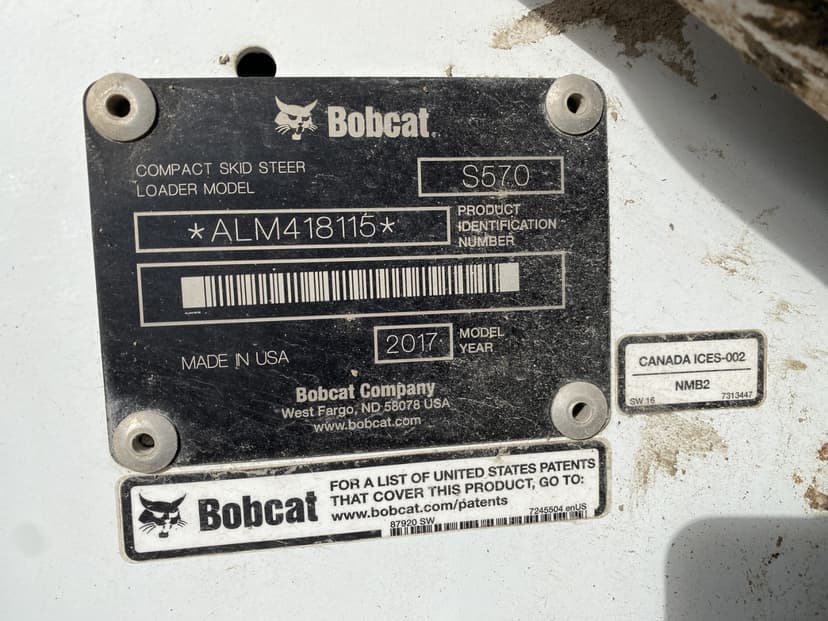 Bobcat.
COMPACT SKID STEER
LOADER MODEL
S570
*ALM418115*
PRODUCT
IDENTIFICATION
NUMBER
MADE IN USA
2017
MODEL
YEAR
Bobcat Company
West Fargo, ND 58078 USA
www.bobcat.com
CANADA ICES-002
NMB2
SW 16
7313447
Bobcat
FOR A LIST OF UNITED STATES PATENTS
THAT COVER THIS PRODUCT, GO TO:
www.bobcat.com/patents
87920 SW
7245504 enUS